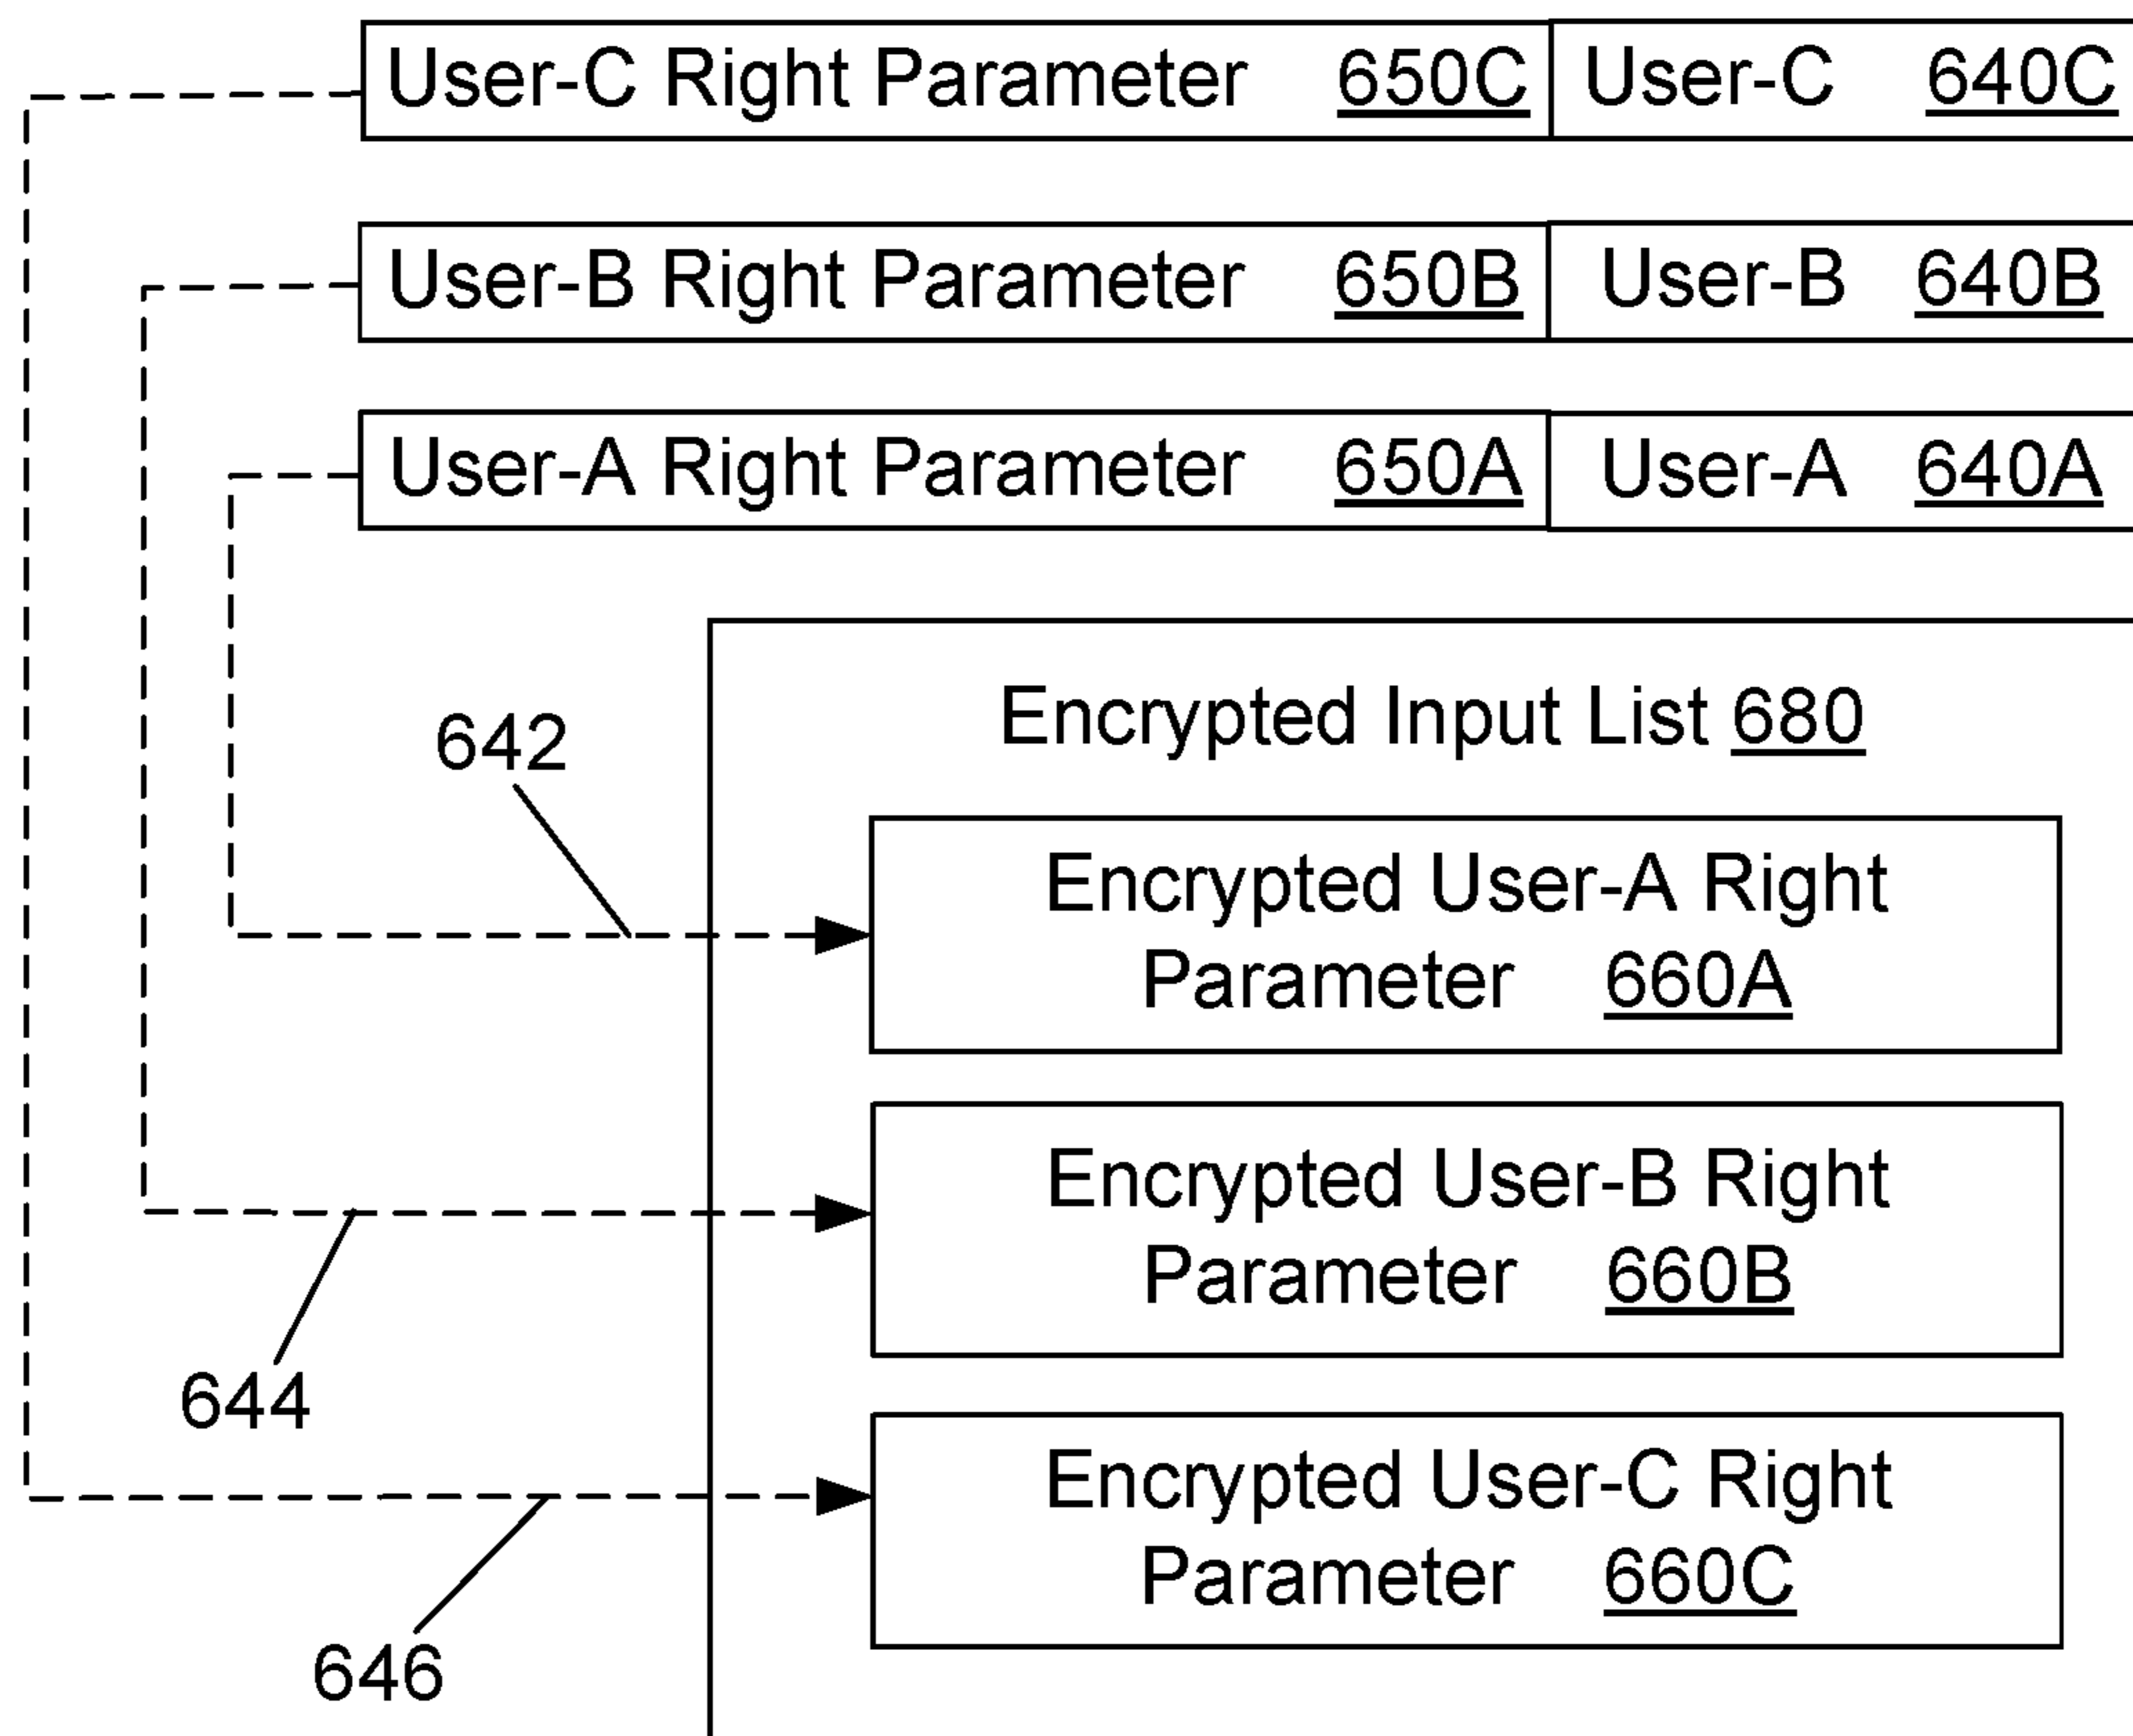 User-C Right Parameter 650C User-C 640C
User-B Right Parameter 650B User-B 640B
User-A Right Parameter 650A User-A 640A
Encrypted Input List 680
642
Encrypted User-A Right
Parameter 660A
Encrypted User-B Right
Parameter 660B
644
Encrypted User-C Right
Parameter 660C
646